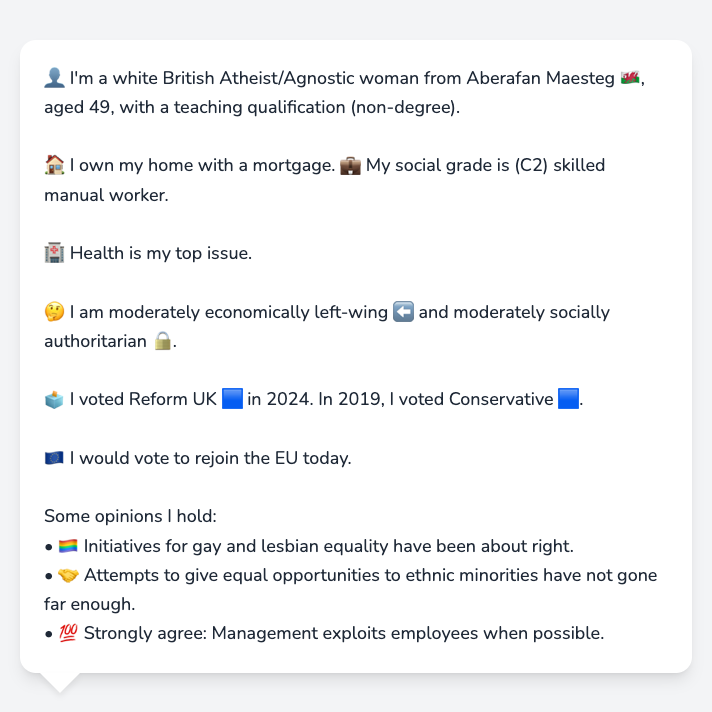 👤 I'm a white British Atheist/Agnostic woman from Aberafan Maesteg 🏴󠁧󠁢󠁷󠁬󠁳󠁿,
aged 49, with a teaching qualification (non-degree).
🏠 I own my home with a mortgage. 💼 My social grade is (C2) skilled
manual worker.
🏥 Health is my top issue.
🤔 I am moderately economically left-wing ⬅️ and moderately socially
authoritarian 🔒.
🗳️ I voted Reform UK 🟦 in 2024. In 2019, I voted Conservative 🟦.
🇪🇺 I would vote to rejoin the EU today.
Some opinions I hold:
• 🏳️‍🌈 Initiatives for gay and lesbian equality have been about right.
• 🤝 Attempts to give equal opportunities to ethnic minorities have not gone
far enough.
• 💯 Strongly agree: Management exploits employees when possible.